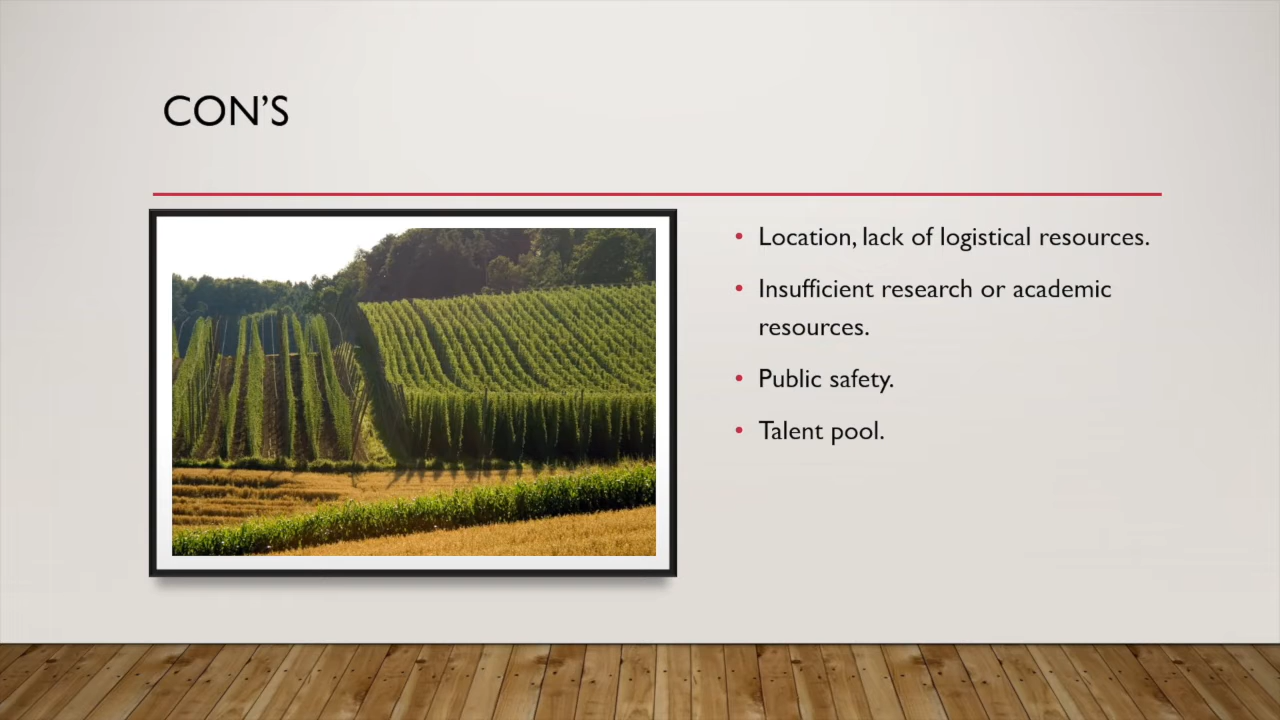 CON’S
• Location, lack of logistical resources.
• Insufficient research or academic
resources.
• Public safety.
• Talent pool.